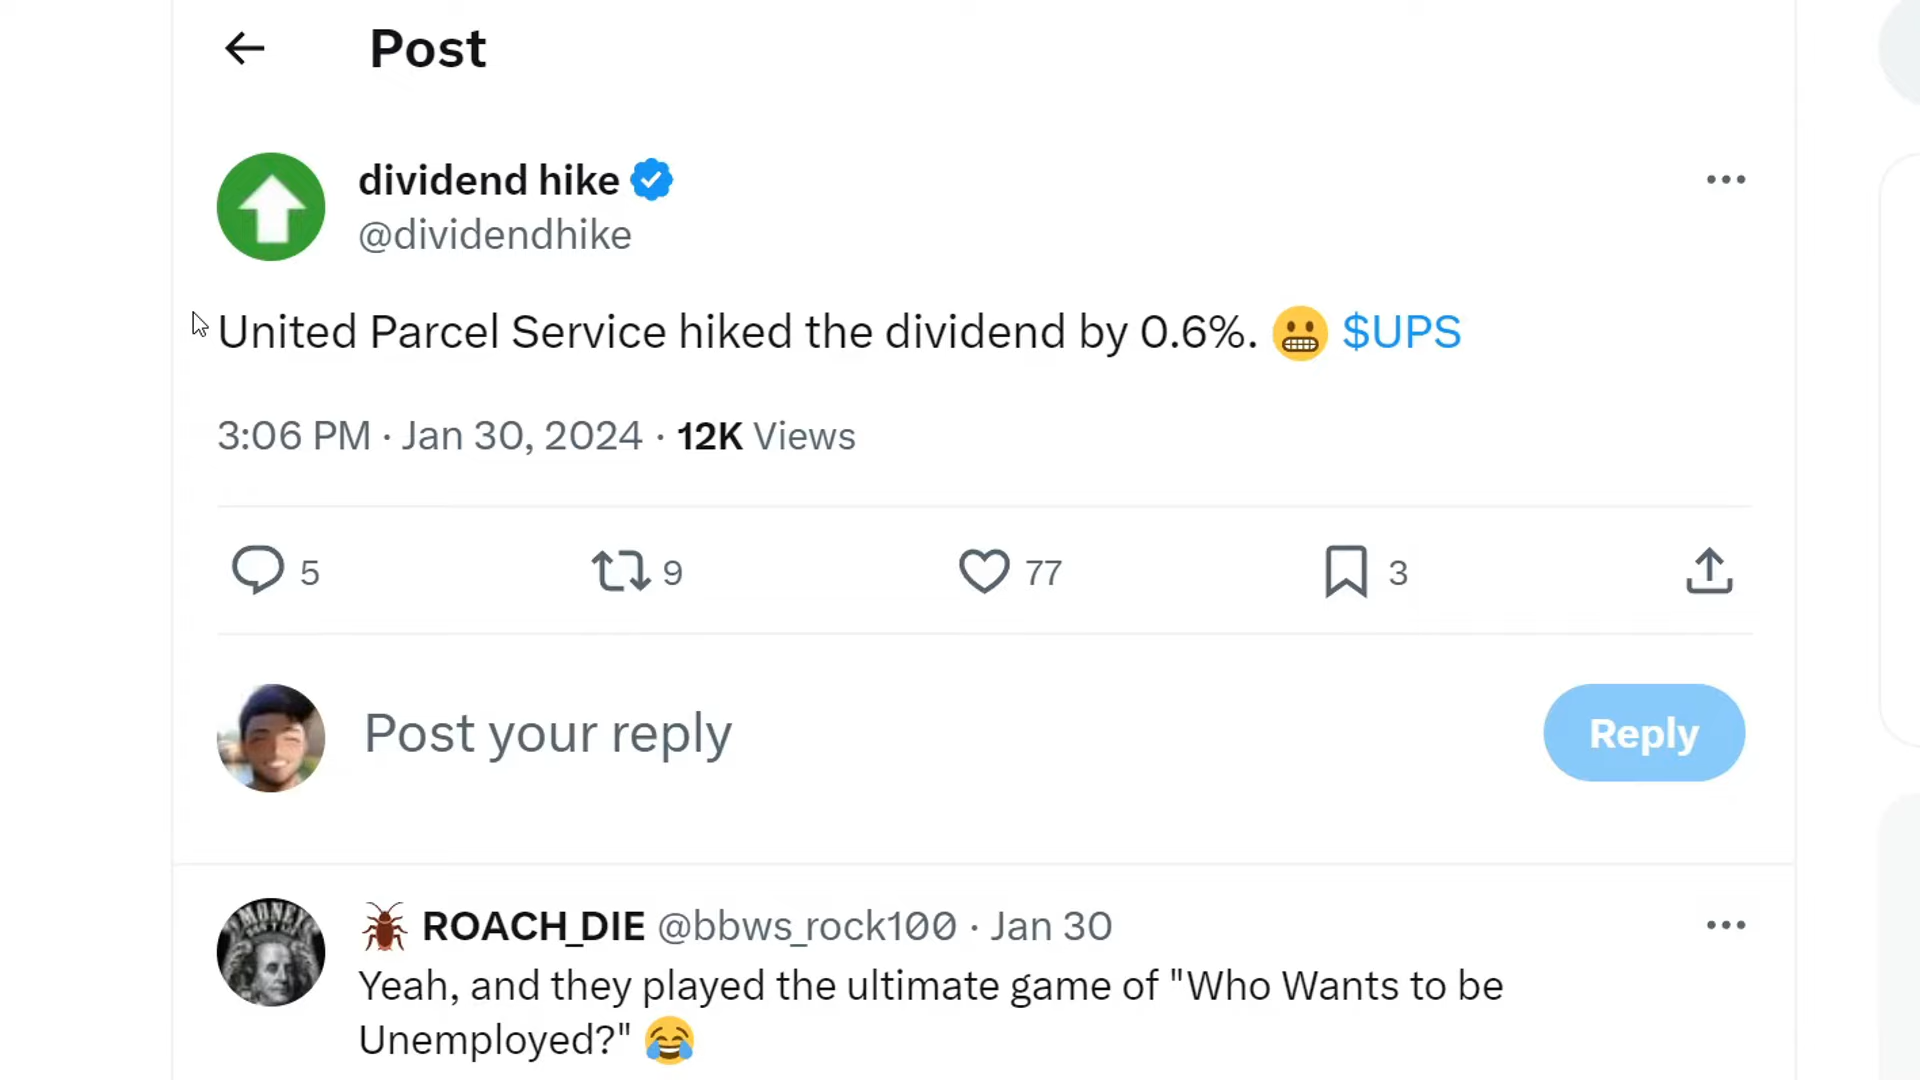 Post
dividend hike
@dividendhike
United Parcel Service hiked the dividend by 0.6%. 😬 $UPS
3:06 PM · Jan 30, 2024 · 12K Views
5 9 77 3
Post your reply
Reply
🪳 ROACH_DIE @bbws_rock100 · Jan 30
Yeah, and they played the ultimate game of "Who Wants to be
Unemployed?" 😂
MONEY